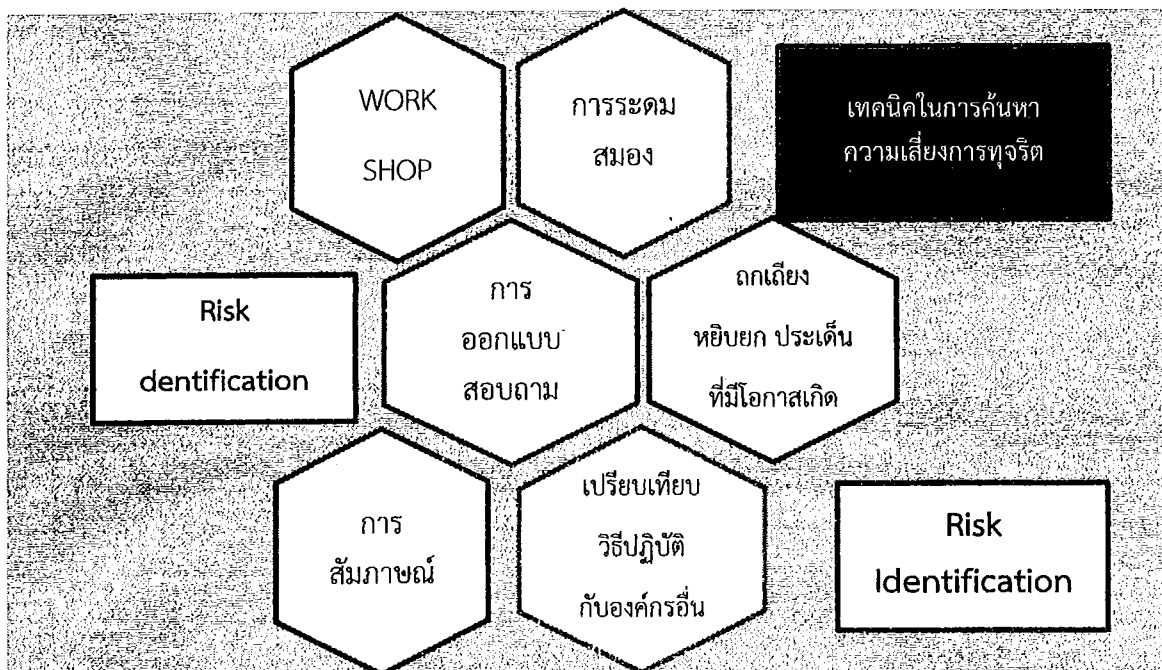 WORK
SHOP
การระดม
สมอง
เทคนิคในการค้นหา
ความเสี่ยงการทุจริต
Risk
dentification
การ
ออกแบบ
สอบถาม
ถกเถียง
หยิบยก ประเด็น
ที่มีโอกาสเกิด
การ
สัมภาษณ์
เปรียบเทียบ
วิธีปฏิบัติ
กับองค์กรอื่น
Risk
Identification